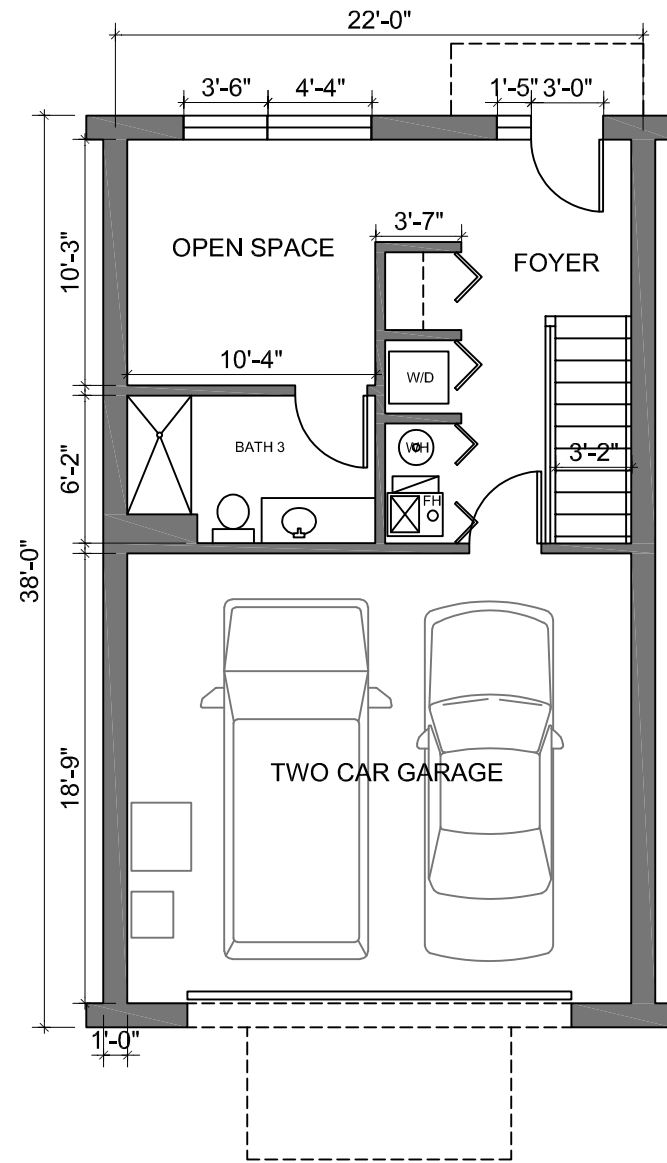 22'-0"
3'-6"
4'-4"
1'-5"
3'-0"
3'-7"
OPEN SPACE
FOYER
10'-3"
10'-4"
W/D
BATH 3
WH
6'-2"
3'-2"
FH
38'-0"
TWO CAR GARAGE
18'-9"
1'-0"